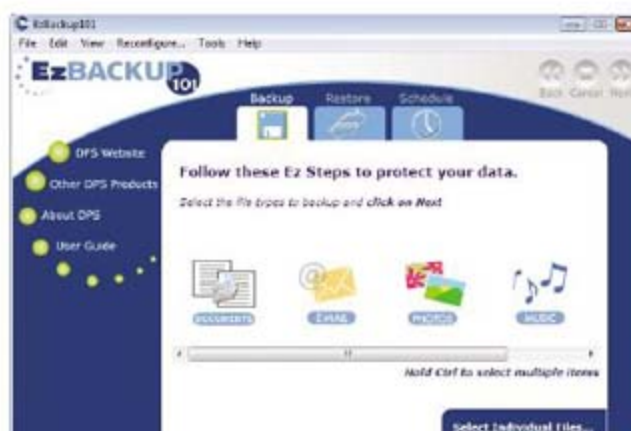 EzBackup101
File Edit View Reconfigure... Tools Help
EzBACKUP 101
Back Cancel Next
Backup Restore Schedule
DPS Website
Other DPS Products
About DPS
User Guide
Follow these Ez Steps to protect your data.
Select the file types to backup and click on Next
DOCUMENTS EMAIL PHOTOS MUSIC
Hold Ctrl to select multiple items
Select Individual Files...